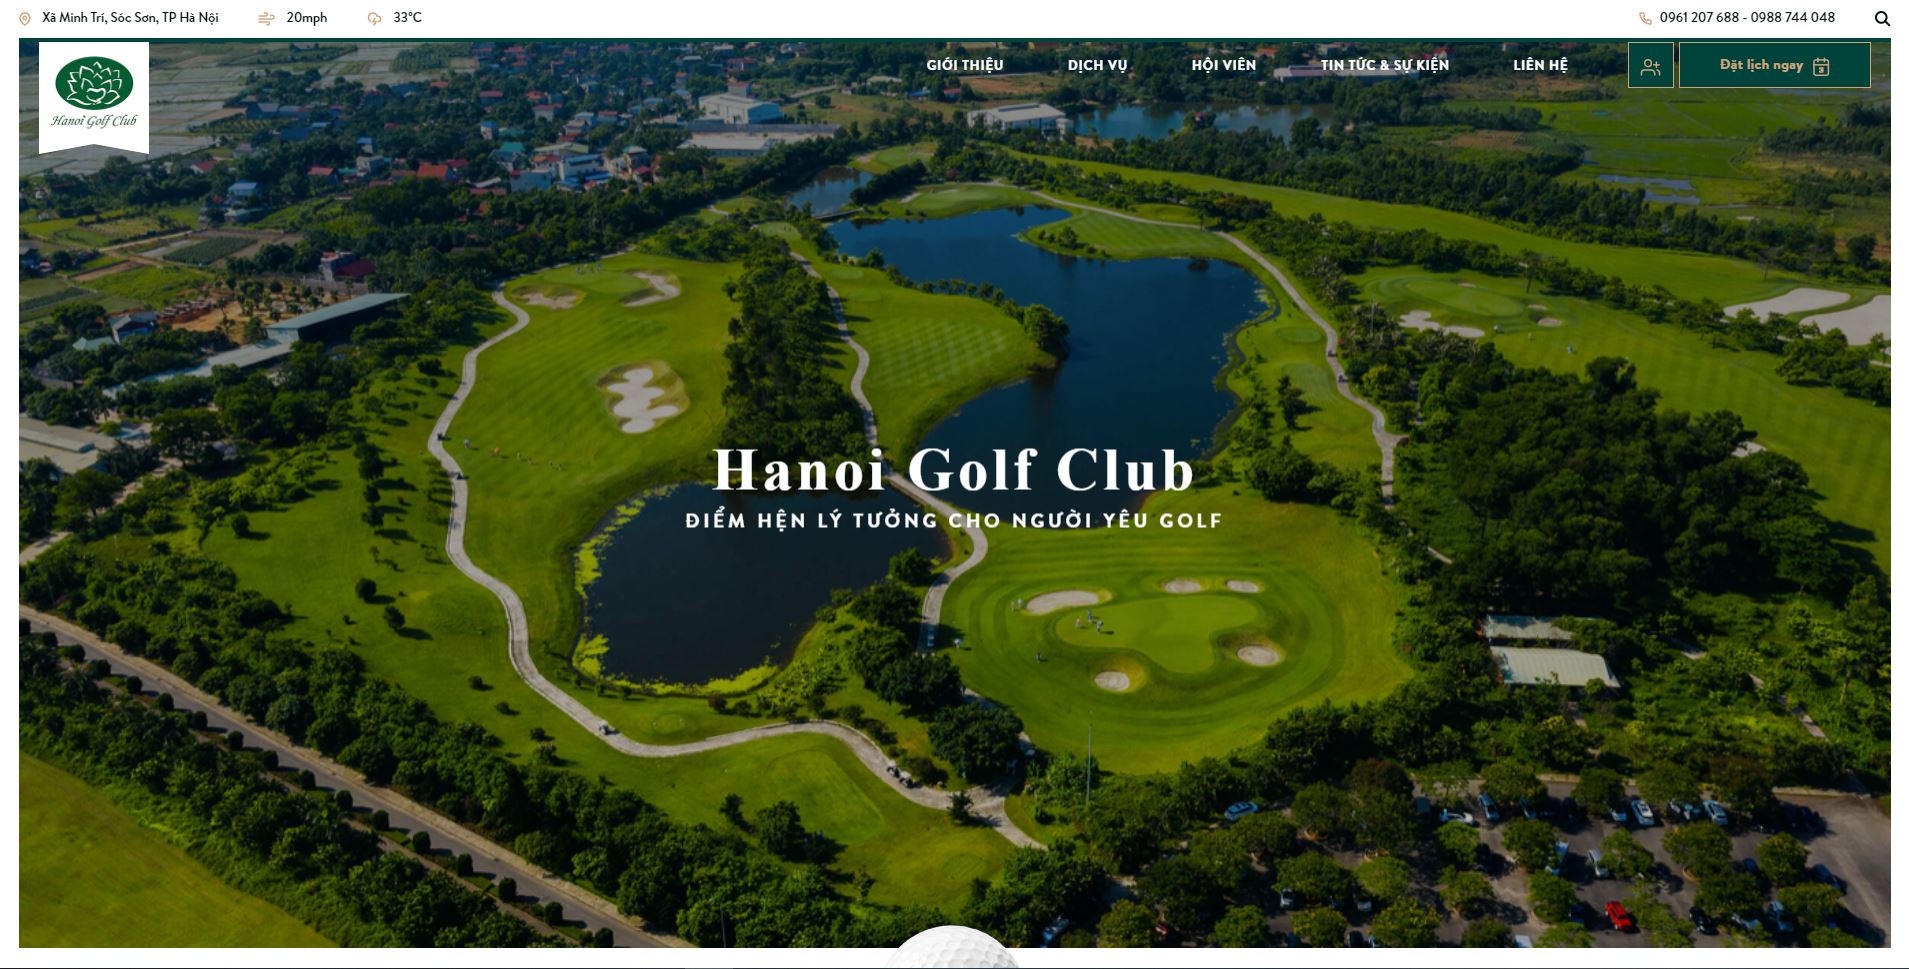 Xã Minh Trí, Sóc Sơn, TP Hà Nội
20mph
33°C
0961 207 688 - 0988 744 048
Hanoi Golf Club
GIỚI THIỆU
DỊCH VỤ
HỘI VIÊN
TIN TỨC & SỰ KIỆN
LIÊN HỆ
Đặt lịch ngay
Hanoi Golf Club
ĐIỂM HẸN LÝ TƯỞNG CHO NGƯỜI YÊU GOLF